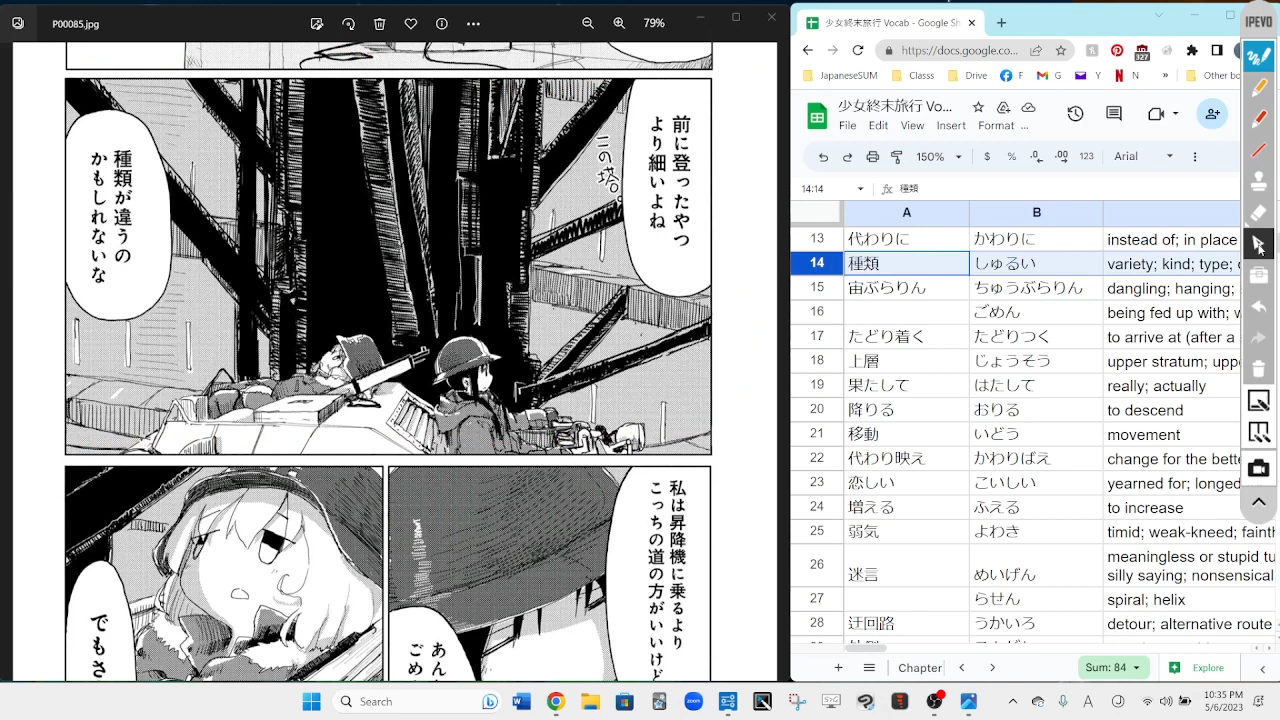 P00085.jpg
79%
前に登ったやつ
より細いよね
この塔。
種類が違うの
かもしれないな
私は昇降機に乗るより
こっちの道の方がいいけど
あん
ごめ
でもさ
少女終末旅行 Vocab - Google Sh
https://docs.google.co...
327
JapaneseSUM
Classs
Drive
F
G
Y
N
»
Other bo
少女終末旅行 Vo...
File
Edit
View
Insert
Format
...
150%
$
%
.0
.00
123
Arial
14:14
fx 種類
A
B
13 代わりに かわりに instead of; in place
14 種類 しゅるい variety; kind; type;
15 宙ぶらりん ちゅうぶらりん dangling; hanging;
16 ごめん being fed up with;
17 たどり着く たどりつく to arrive at (after a
18 上層 じょうそう upper stratum; upp
19 果たして はたして really; actually
20 降りる おりる to descend
21 移動 いどう movement
22 代わり映え かわりばえ change for the bette
23 恋しい こいしい yearned for; longed
24 増える ふえる to increase
25 弱気 よわき timid; weak-kneed; faint
26 迷言 めいげん meaningless or stupid
silly saying; nonsensical
27 らせん spiral; helix
28 迂回路 うかいろ detour; alternative route
Chapter
Sum: 84
Explore
IPEVO
Search
zoom
A
10:35 PM
5/6/2023